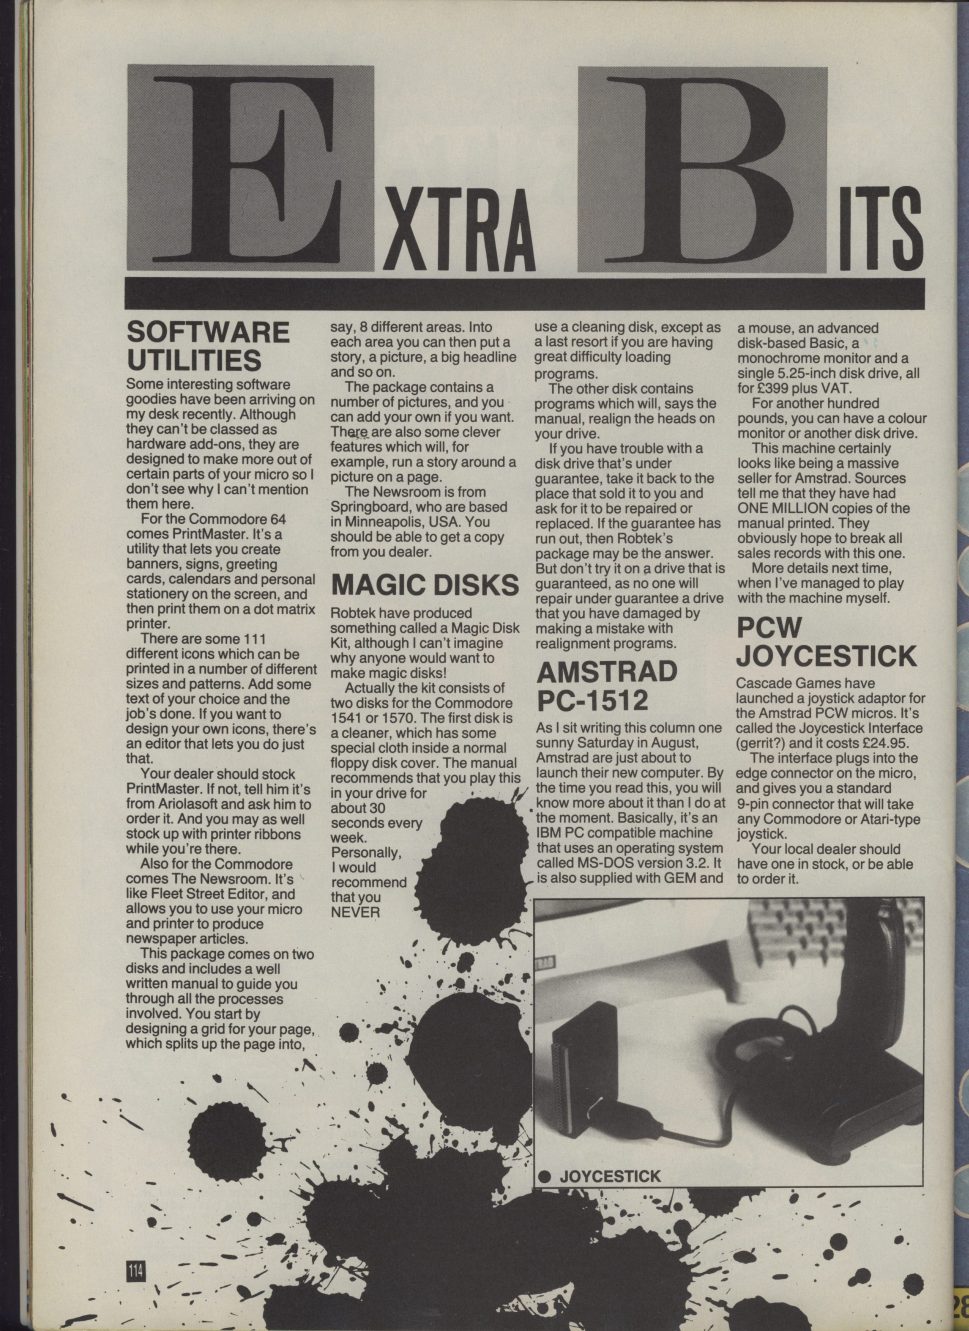 EXTRA BITS
SOFTWARE
UTILITIES
Some interesting software
goodies have been arriving on
my desk recently. Although
they can't be classed as
hardware add-ons, they are
designed to make more out of
certain parts of your micro so I
don't see why I can't mention
them here.
For the Commodore 64
comes PrintMaster. It's a
utility that lets you create
banners, signs, greeting
cards, calendars and personal
stationery on the screen, and
then print them on a dot matrix
printer.
There are some 111
different icons which can be
printed in a number of different
sizes and patterns. Add some
text of your choice and the
job's done. If you want to
design your own icons, there's
an editor that lets you do just
that.
Your dealer should stock
PrintMaster. If not, tell him it's
from Ariolasoft and ask him to
order it. And you may as well
stock up with printer ribbons
while you're there.
Also for the Commodore
comes The Newsroom. It's
like Fleet Street Editor, and
allows you to use your micro
and printer to produce
newspaper articles.
This package comes on two
disks and includes a well
written manual to guide you
through all the processes
involved. You start by
designing a grid for your page,
which splits up the page into,
say, 8 different areas. Into
each area you can then put a
story, a picture, a big headline
and so on.
The package contains a
number of pictures, and you
can add your own if you want.
There are also some clever
features which will, for
example, run a story around a
picture on a page.
The Newsroom is from
Springboard, who are based
in Minneapolis, USA. You
should be able to get a copy
from you dealer.
MAGIC DISKS
Robtek have produced
something called a Magic Disk
Kit, although I can't imagine
why anyone would want to
make magic disks!
Actually the kit consists of
two disks for the Commodore
1541 or 1570. The first disk is
a cleaner, which has some
special cloth inside a normal
floppy disk cover. The manual
recommends that you play this
in your drive for
about 30
seconds every
week.
Personally,
I would
recommend
that you
NEVER
use a cleaning disk, except as
a last resort if you are having
great difficulty loading
programs.
The other disk contains
programs which will, says the
manual, realign the heads on
your drive.
If you have trouble with a
disk drive that's under
guarantee, take it back to the
place that sold it to you and
ask for it to be repaired or
replaced. If the guarantee has
run out, then Robtek's
package may be the answer.
But don't try it on a drive that is
guaranteed, as no one will
repair under guarantee a drive
that you have damaged by
making a mistake with
realignment programs.
AMSTRAD
PC-1512
As I sit writing this column one
sunny Saturday in August,
Amstrad are just about to
launch their new computer. By
the time you read this, you will
know more about it than I do at
the moment. Basically, it's an
IBM PC compatible machine
that uses an operating system
called MS-DOS version 3.2. It
is also supplied with GEM and
a mouse, an advanced
disk-based Basic, a
monochrome monitor and a
single 5.25-inch disk drive, all
for £399 plus VAT.
For another hundred
pounds, you can have a colour
monitor or another disk drive.
This machine certainly
looks like being a massive
seller for Amstrad. Sources
tell me that they have had
ONE MILLION copies of the
manual printed. They
obviously hope to break all
sales records with this one.
More details next time,
when I've managed to play
with the machine myself.
PCW
JOYCESTICK
Cascade Games have
launched a joystick adaptor for
the Amstrad PCW micros. It's
called the Joycestick Interface
(gerrit?) and it costs £24.95.
The interface plugs into the
edge connector on the micro,
and gives you a standard
9-pin connector that will take
any Commodore or Atari-type
joystick.
Your local dealer should
have one in stock, or be able
to order it.
● JOYCESTICK
114
28